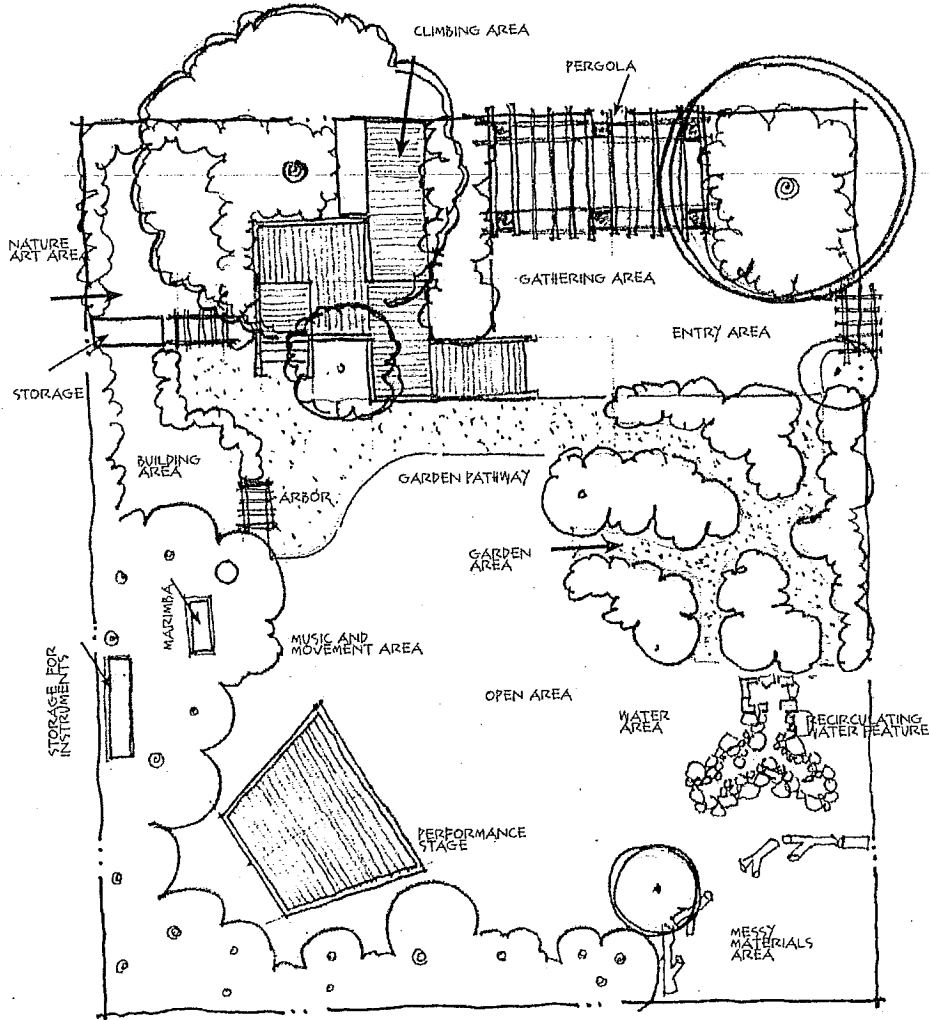 CLIMBING AREA
PERGOLA
NATURE
ART AREA
GATHERING AREA
ENTRY AREA
STORAGE
BUILDING
AREA
ARBOR
GARDEN PATHWAY
GARDEN
AREA
MARIMBA
MUSIC AND
MOVEMENT AREA
STORAGE FOR
INSTRUMENTS
OPEN AREA
WATER
AREA
RECIRCULATING
WATER FEATURE
PERFORMANCE
STAGE
MESSY
MATERIALS
AREA